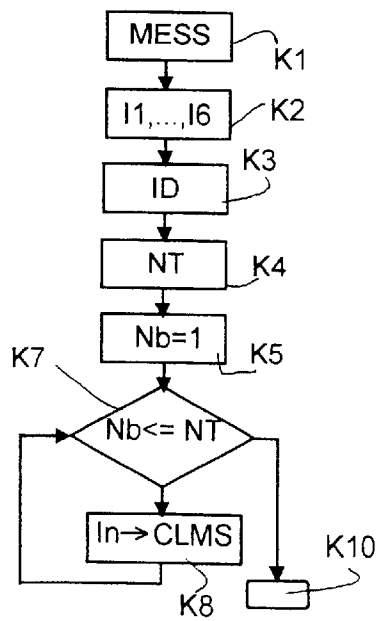 MESS
K1
I1,...,I6
K2
K3
ID
NT
K4
Nb=1
K5
K7
Nb<= NT
In→CLMS
K8
K10